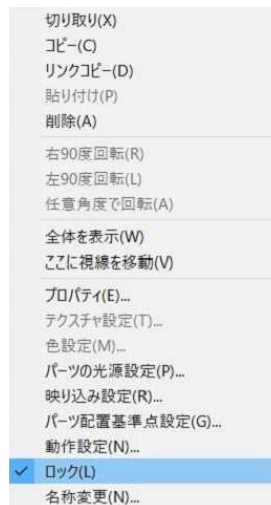 切り取り(X)
コピー(C)
リンクコピー(D)
貼り付け(P)
削除(A)
右90度回転(R)
左90度回転(L)
任意角度で回転(A)
全体を表示(W)
ここに視線を移動(V)
プロパティ(E)...
テクスチャ設定(T)...
色設定(M)...
パーツの光源設定(P)...
映り込み設定(R)...
パーツ配置基準点設定(G)...
動作設定(N)...
ロック(L)
名称変更(N)...